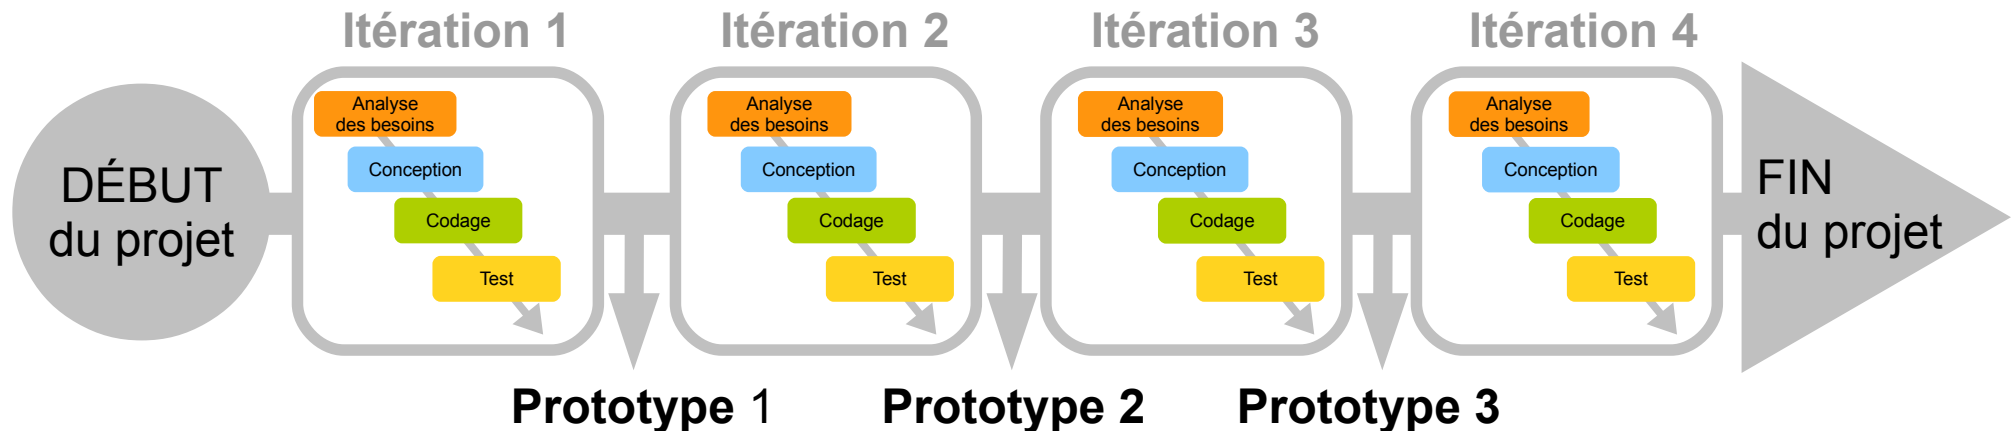 Itération 1
Itération 2
Itération 3
Itération 4
DÉBUT
du projet
Analyse
des besoins
Conception
Codage
Test
Analyse
des besoins
Conception
Codage
Test
Analyse
des besoins
Conception
Codage
Test
Analyse
des besoins
Conception
Codage
Test
FIN
du projet
Prototype 1
Prototype 2
Prototype 3